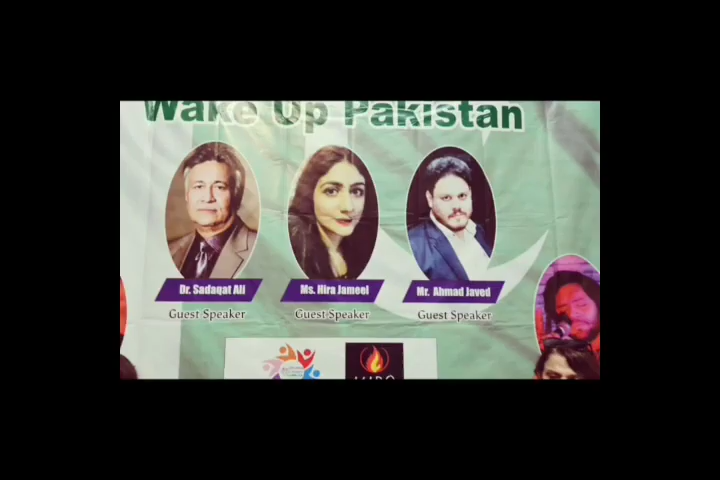 Wake Up Pakistan
Dr. Sadaqat Ali
Ms. Hira Jameel
Mr. Ahmad Javed
Guest Speaker
Guest Speaker
Guest Speaker